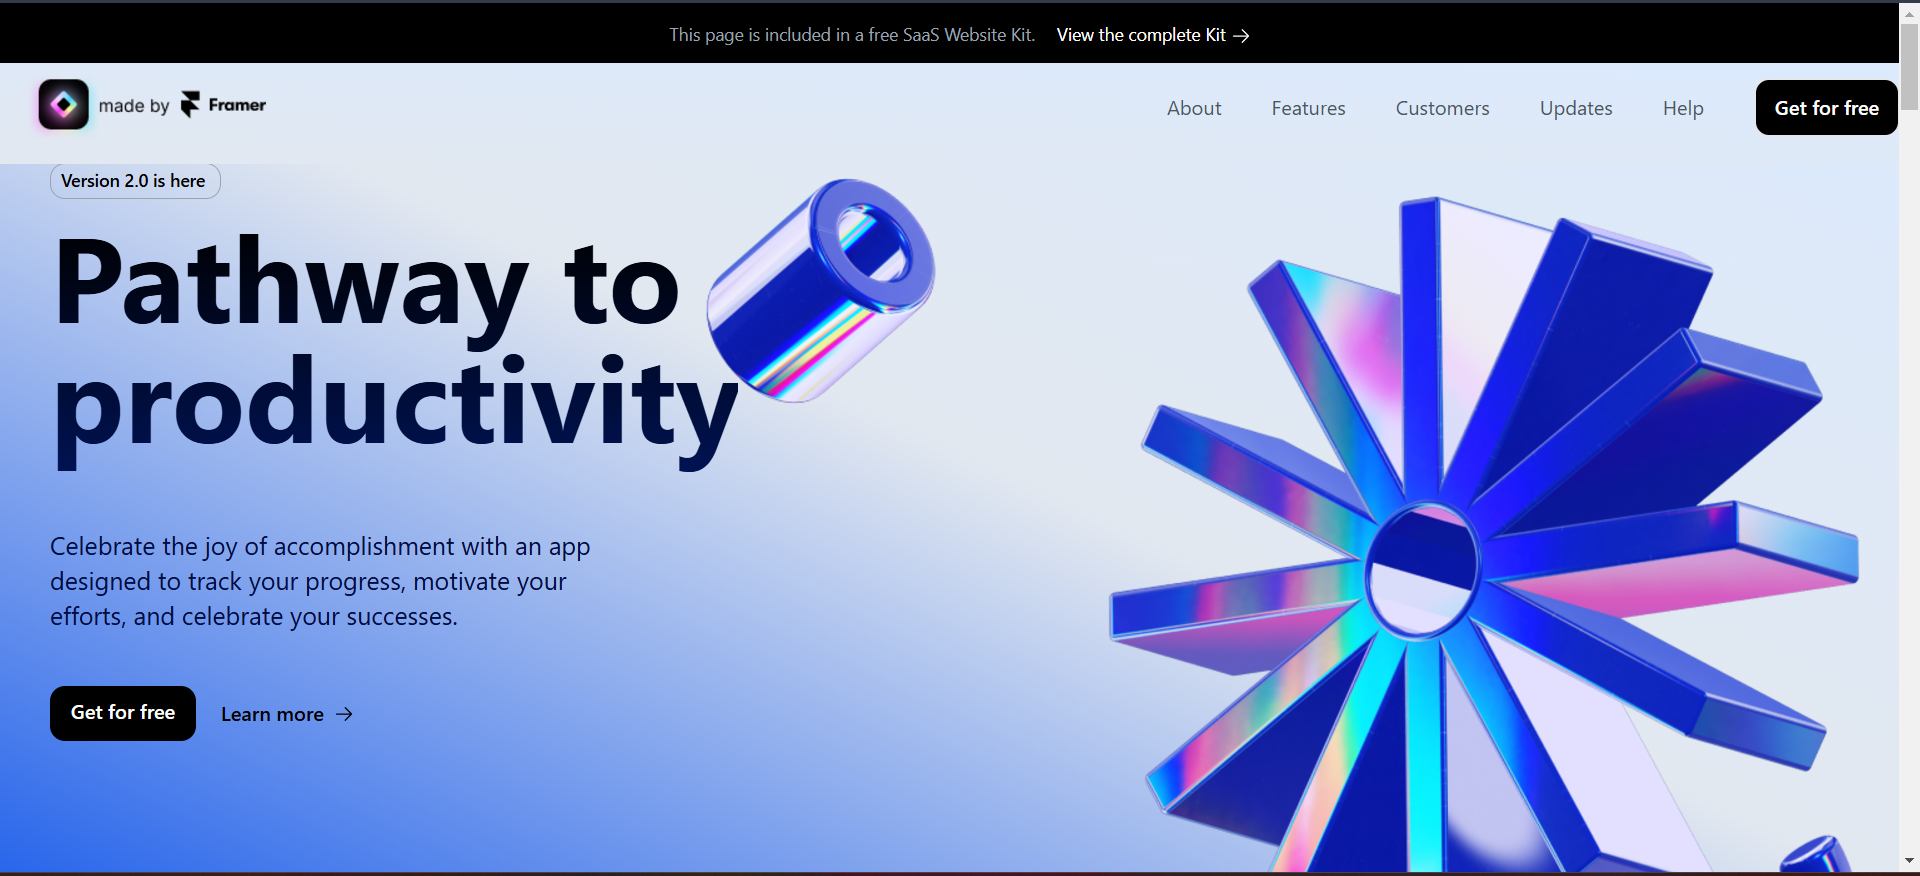 This page is included in a free SaaS Website Kit. View the complete Kit →
made by Framer
About Features Customers Updates Help Get for free
Version 2.0 is here
Pathway to
productivity
Celebrate the joy of accomplishment with an app
designed to track your progress, motivate your
efforts, and celebrate your successes.
Get for free Learn more →